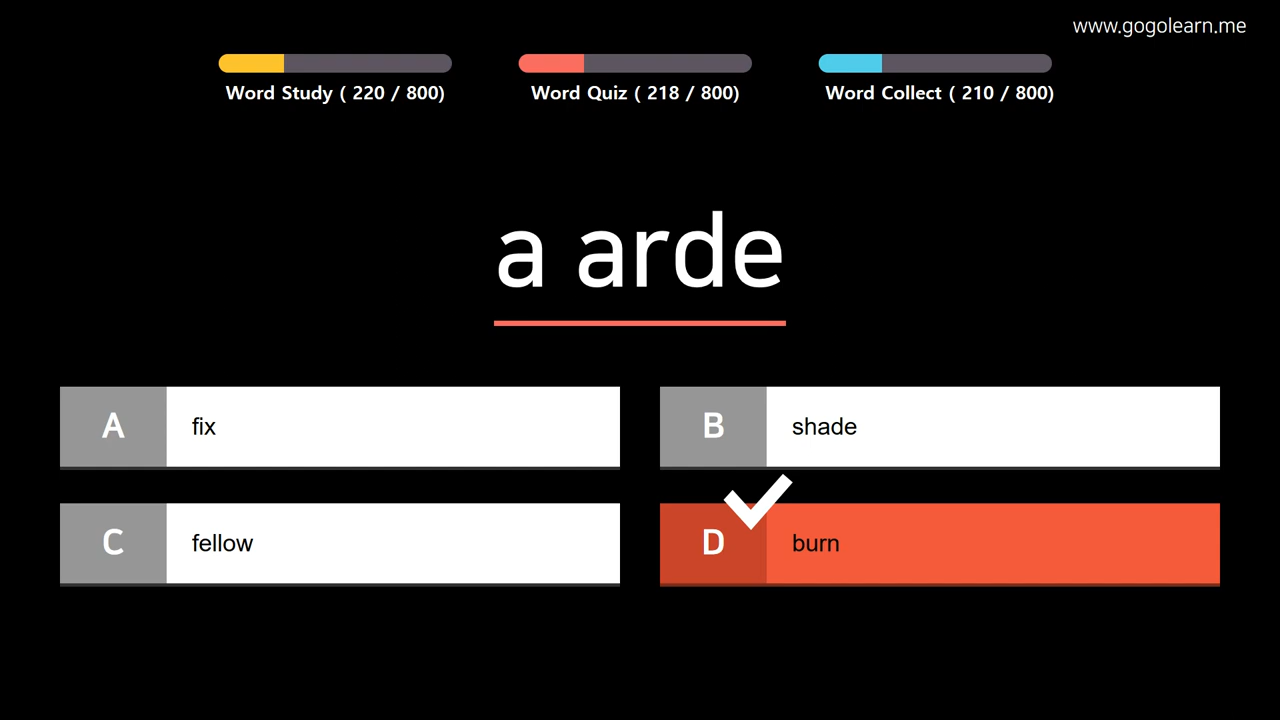 www.gogolearn.me
Word Study ( 220 / 800)
Word Quiz ( 218 / 800)
Word Collect ( 210 / 800)
a arde
A fix
B shade
C fellow
D burn